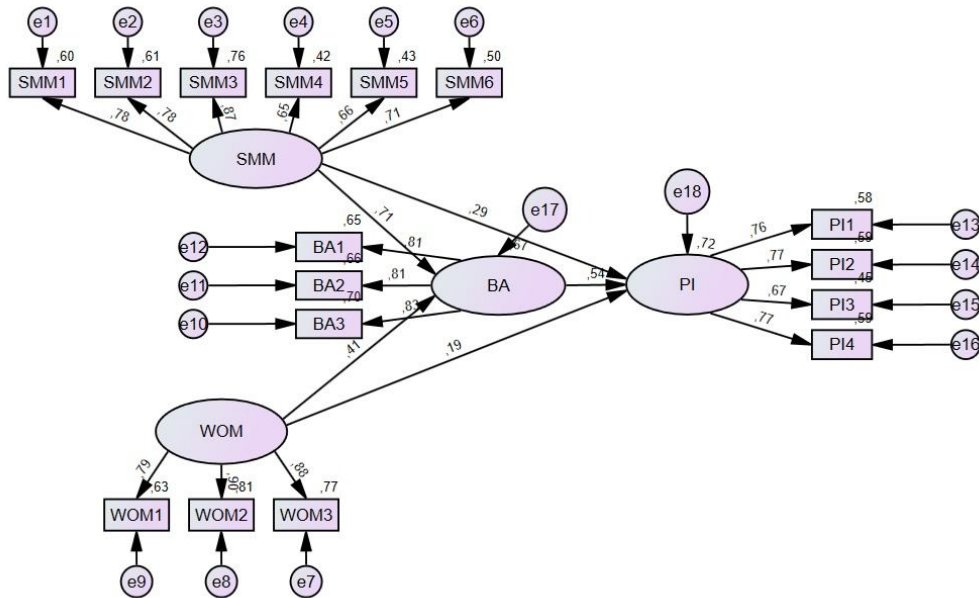 e1 e2 e3 e4 e5 e6
,60 ,61 ,76 ,42 ,43 ,50
SMM1 SMM2 SMM3 SMM4 SMM5 SMM6
,78 ,78 ,87 ,65 ,66 ,71
SMM
e18
e17
,71 ,29
,58
,65 ,72 ,76 PI1 e13
e12 BA1 ,81 ,67 ,59
,66 ,77 PI2 e14
e11 BA2 ,81 BA ,54 PI ,45
,70 ,67 PI3 e15
e10 BA3 ,83 ,59
,77 PI4 e16
,41 ,19
WOM
,79 ,90 ,88
,63 ,81 ,77
WOM1 WOM2 WOM3
e9 e8 e7